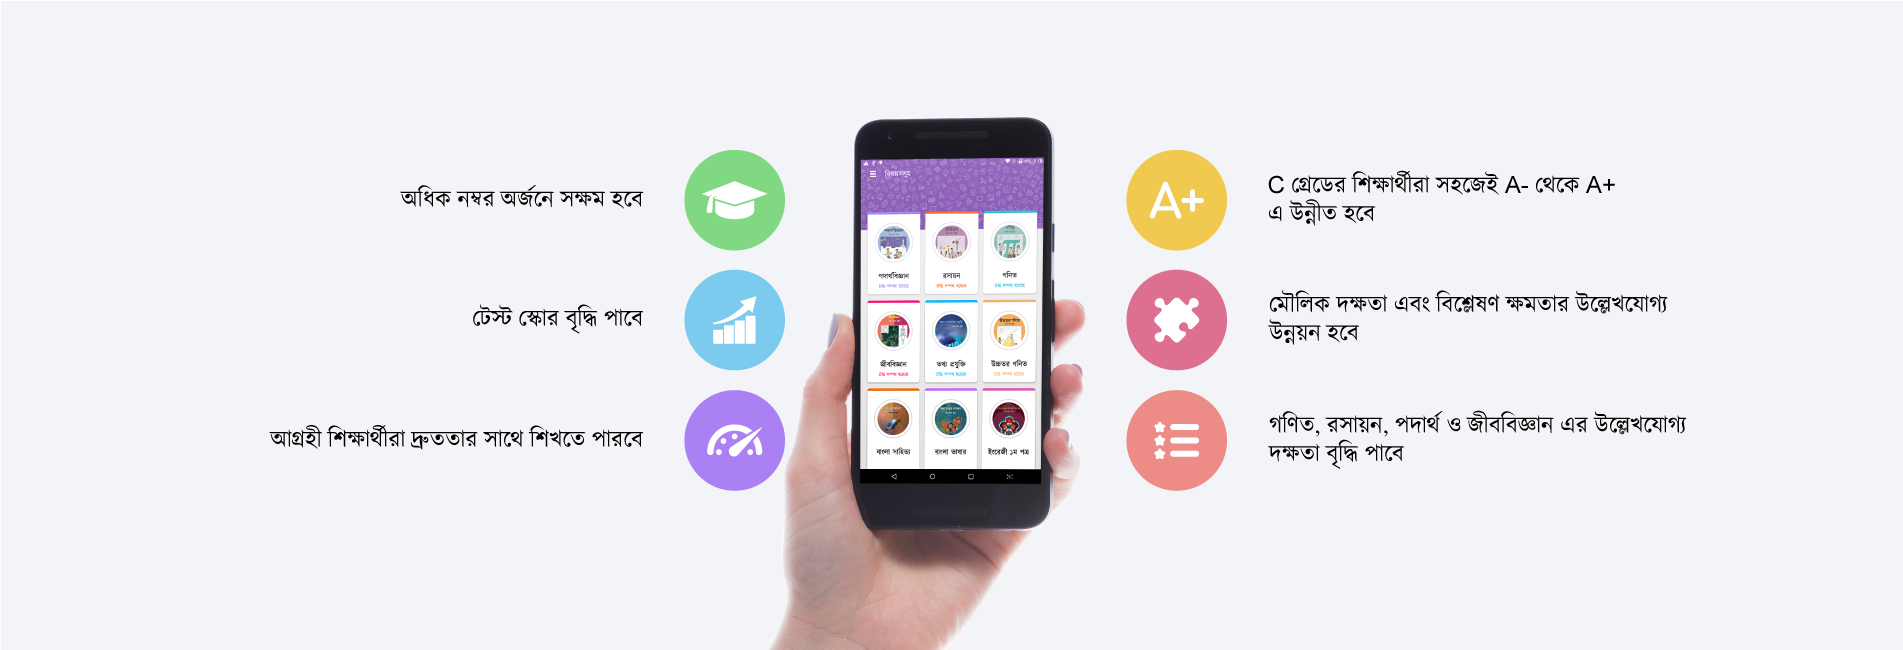 অধিক নম্বর অর্জনে সক্ষম হবে
টেস্ট স্কোর বৃদ্ধি পাবে
আগ্রহী শিক্ষার্থীরা দ্রুততার সাথে শিখতে পারবে
বিষয়সমূহ
পদার্থবিজ্ঞান
রসায়ন
গণিত
জীববিজ্ঞান
তথ্য প্রযুক্তি
উচ্চতর গণিত
বাংলা সাহিত্য
বাংলা ভাষার
ইংরেজী ১ম পত্র
A+
C গ্রেডের শিক্ষার্থীরা সহজেই A- থেকে A+
এ উন্নীত হবে
মৌলিক দক্ষতা এবং বিশ্লেষণ ক্ষমতার উল্লেখযোগ্য
উন্নয়ন হবে
গণিত, রসায়ন, পদার্থ ও জীববিজ্ঞান এর উল্লেখযোগ্য
দক্ষতা বৃদ্ধি পাবে